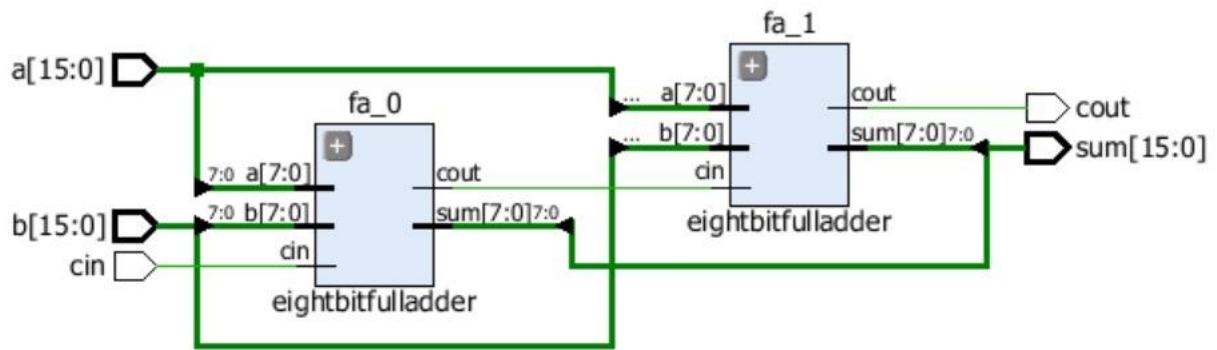 fa_1
a[15:0]
... a[7:0]
cout
cout
fa_0
... b[7:0]
sum[7:0]7:0
sum[15:0]
cin
7:0 a[7:0]
cout
b[15:0]
7:0 b[7:0]
sum[7:0]7:0
eightbitfulladder
cin
cin
eightbitfulladder